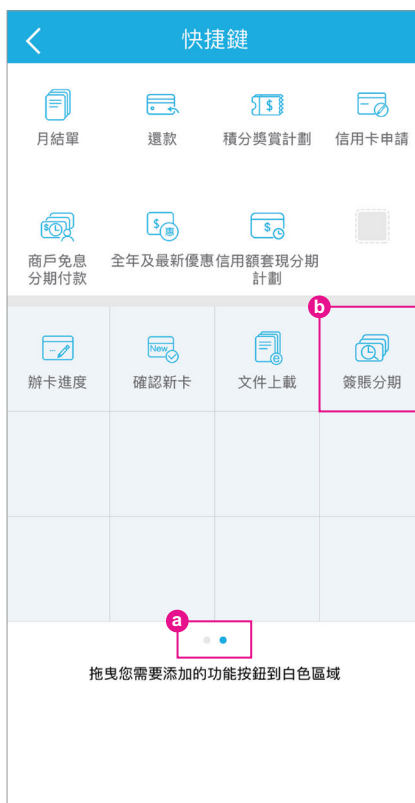 快捷鍵
月結單
還款
積分獎賞計劃
信用卡申請
商戶免息
分期付款
全年及最新優惠
信用額套現分期
計劃
b
辦卡進度
確認新卡
文件上載
簽賬分期
a
拖曳您需要添加的功能按鈕到白色區域
$
$
惠
$
New
e